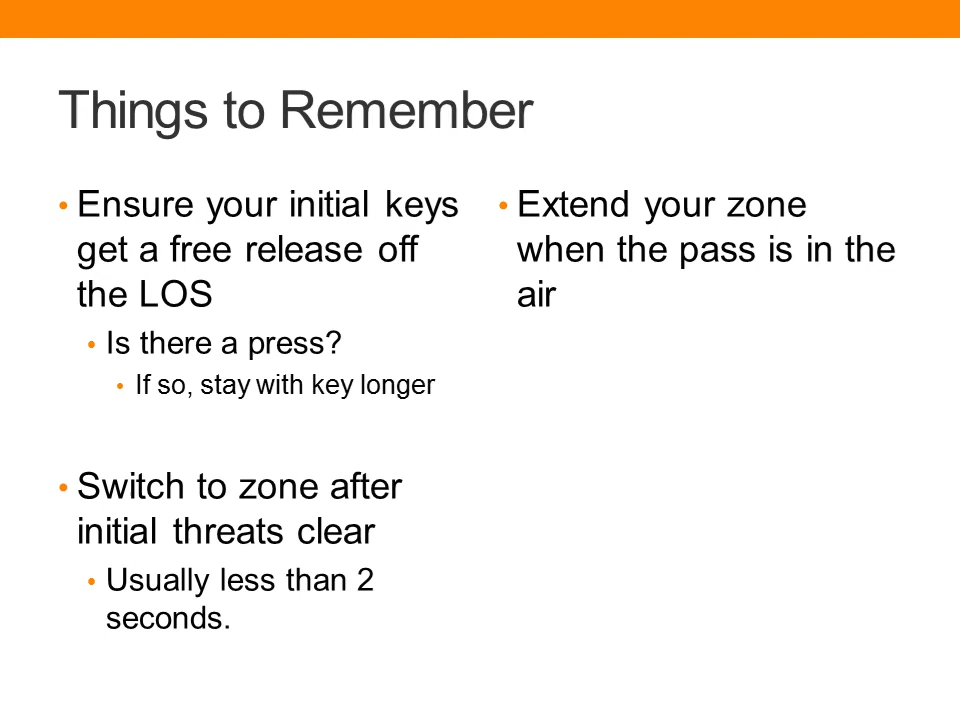 Things to Remember
• Ensure your initial keys
get a free release off
the LOS
• Is there a press?
• If so, stay with key longer
• Switch to zone after
initial threats clear
• Usually less than 2
seconds.
• Extend your zone
when the pass is in the
air